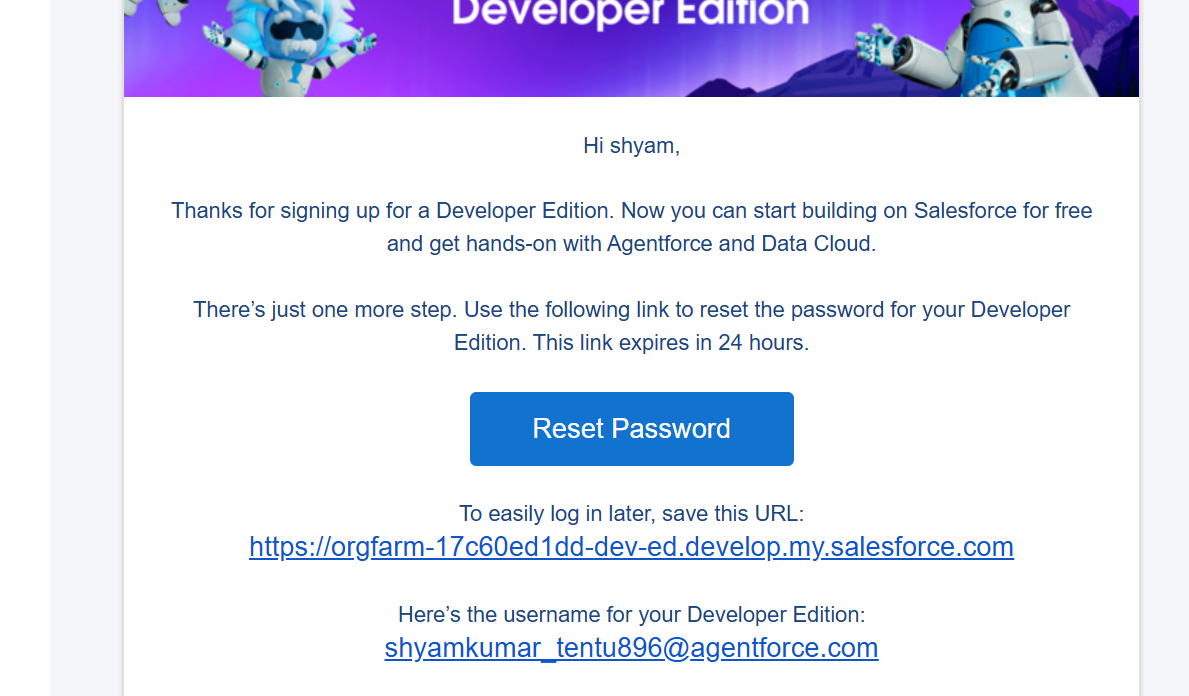 Developer Edition
Hi shyam,
Thanks for signing up for a Developer Edition. Now you can start building on Salesforce for free
and get hands-on with Agentforce and Data Cloud.
There’s just one more step. Use the following link to reset the password for your Developer
Edition. This link expires in 24 hours.
Reset Password
To easily log in later, save this URL:
https://orgfarm-17c60ed1dd-dev-ed.develop.my.salesforce.com
Here’s the username for your Developer Edition:
shyamkumar_tentu896@agentforce.com